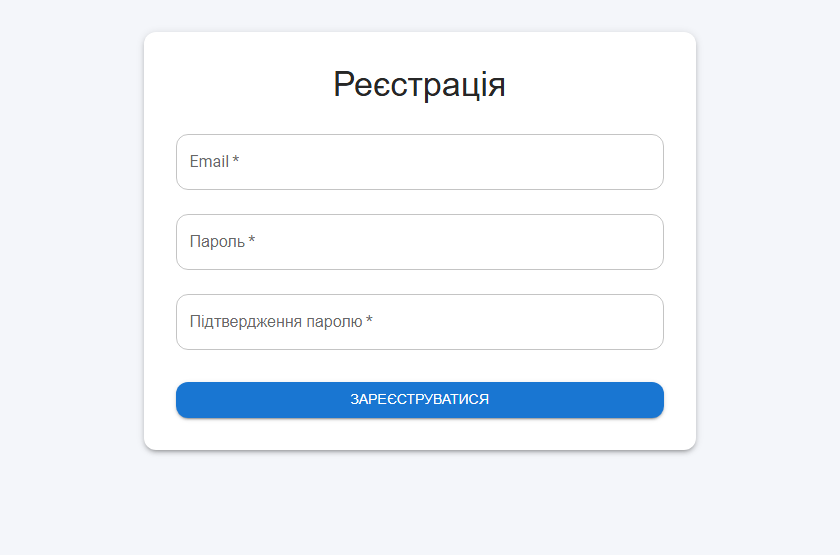 Реєстрація
Email *
Пароль *
Підтвердження паролю *
ЗАРЕЄСТРУВАТИСЯ